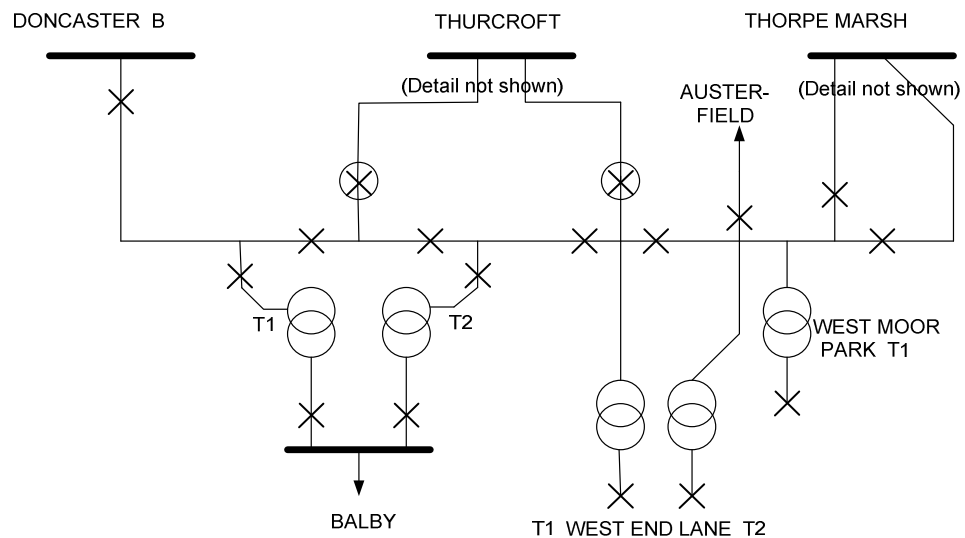 DONCASTER B
THURCROFT
THORPE MARSH
(Detail not shown)
(Detail not shown)
AUSTER-
FIELD
T1
T2
WEST MOOR
PARK T1
BALBY
T1 WEST END LANE T2